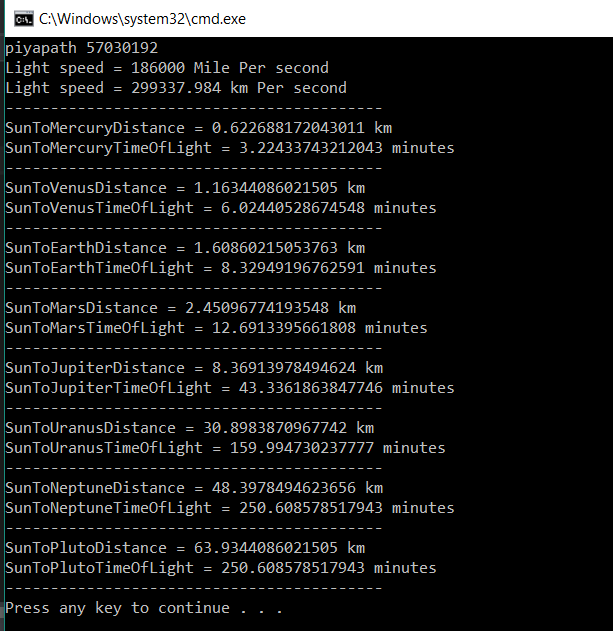 C:\Windows\system32\cmd.exe
piyapath 57030192
Light speed = 186000 Mile Per second
Light speed = 299337.984 km Per second
------------------------------------------
SunToMercuryDistance = 0.622688172043011 km
SunToMercuryTimeOfLight = 3.22433743212043 minutes
------------------------------------------
SunToVenusDistance = 1.16344086021505 km
SunToVenusTimeOfLight = 6.02440528674548 minutes
------------------------------------------
SunToEarthDistance = 1.60860215053763 km
SunToEarthTimeOfLight = 8.32949196762591 minutes
------------------------------------------
SunToMarsDistance = 2.45096774193548 km
SunToMarsTimeOfLight = 12.6913395661808 minutes
------------------------------------------
SunToJupiterDistance = 8.36913978494624 km
SunToJupiterTimeOfLight = 43.3361863847746 minutes
------------------------------------------
SunToUranusDistance = 30.8983870967742 km
SunToUranusTimeOfLight = 159.994730237777 minutes
------------------------------------------
SunToNeptuneDistance = 48.3978494623656 km
SunToNeptuneTimeOfLight = 250.608578517943 minutes
------------------------------------------
SunToPlutoDistance = 63.9344086021505 km
SunToPlutoTimeOfLight = 250.608578517943 minutes
------------------------------------------
Press any key to continue . . .